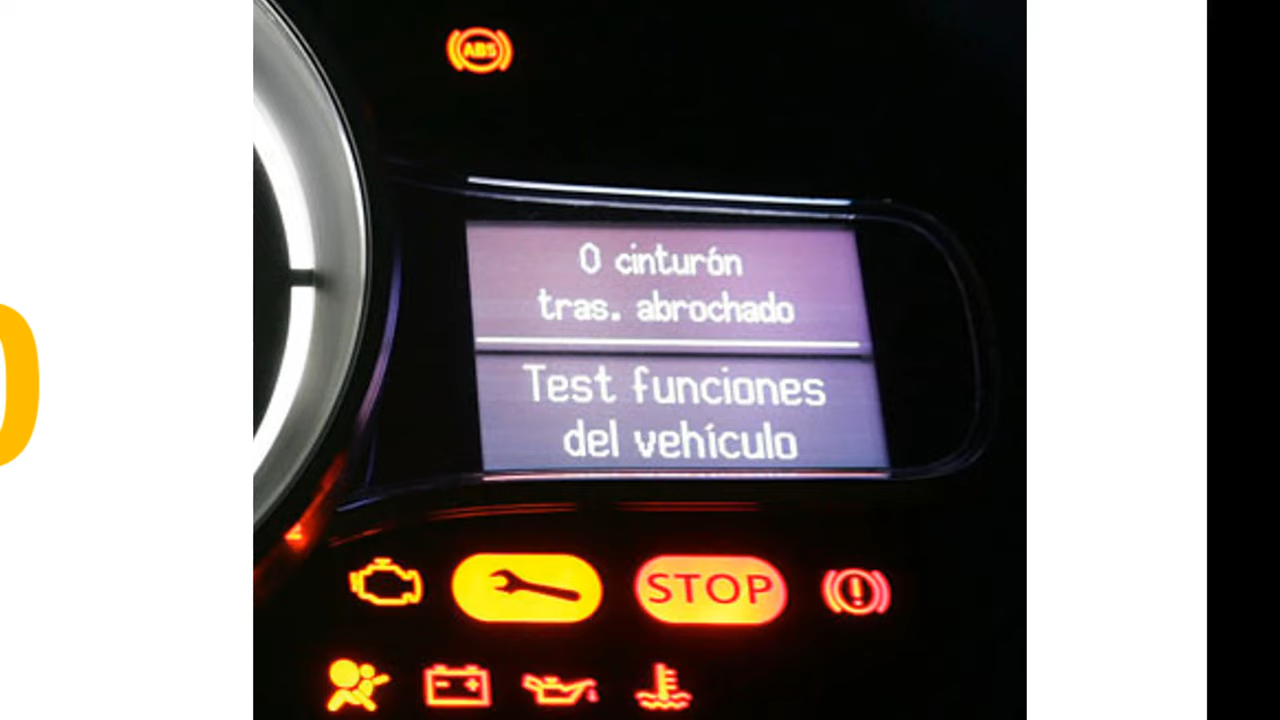 ABS
0 cinturón
tras. abrochado
Test funciones
del vehículo
STOP